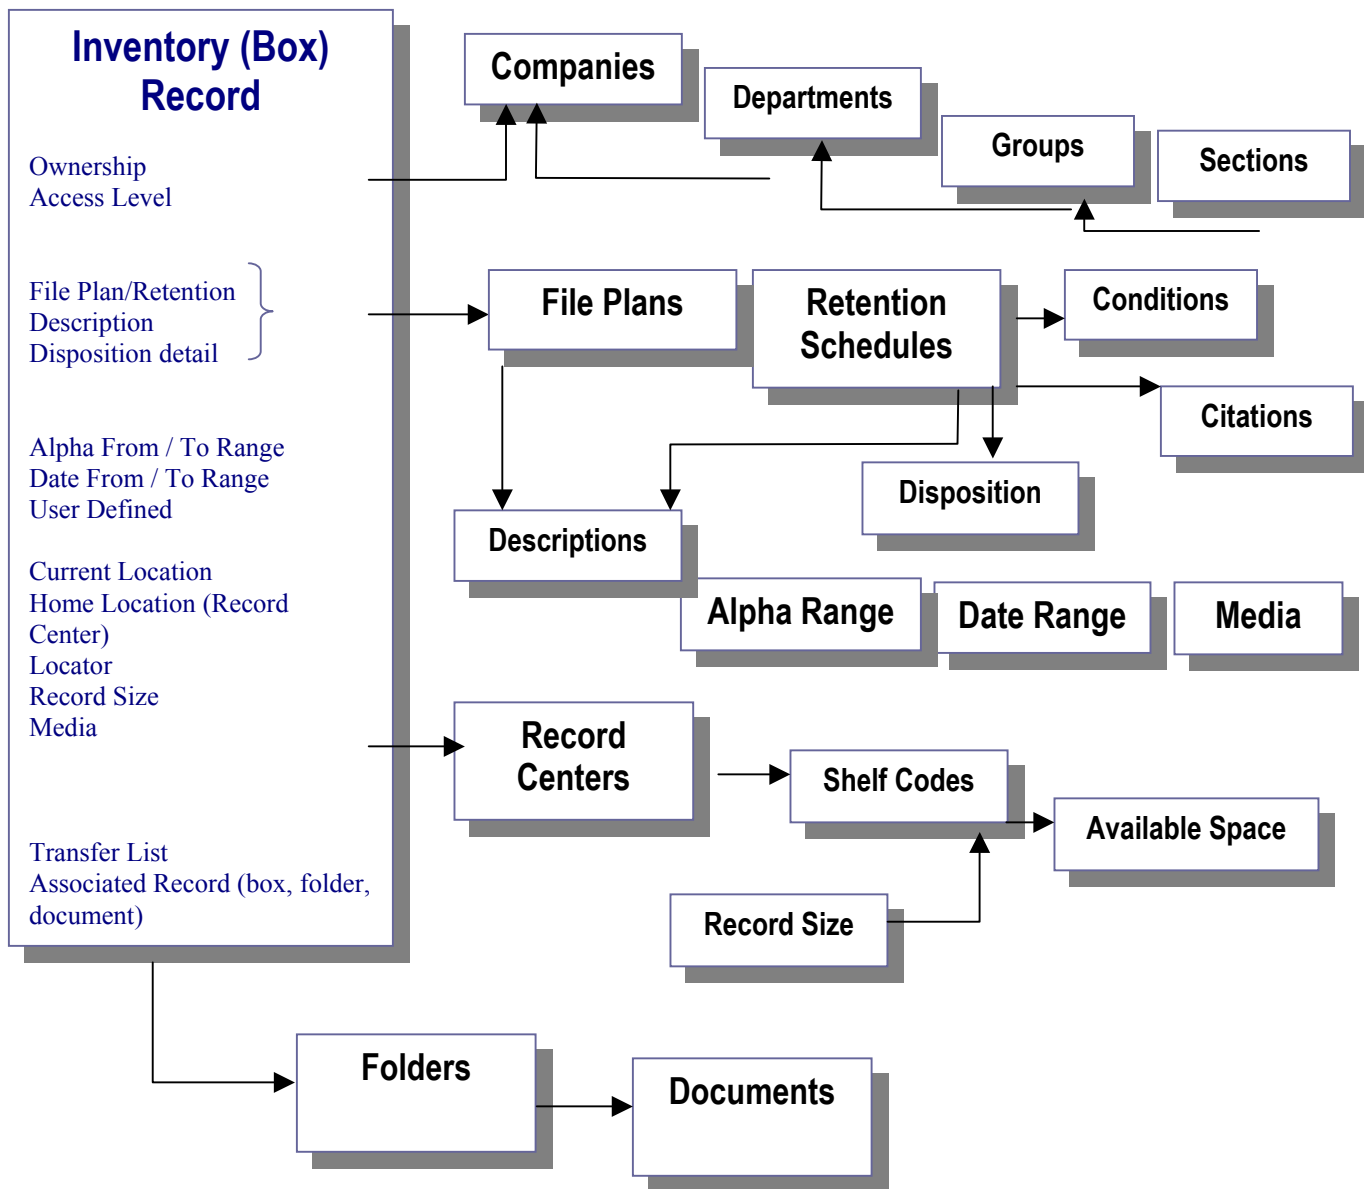 Inventory (Box)
Record
Ownership
Access Level
File Plan/Retention
Description
Disposition detail
Alpha From / To Range
Date From / To Range
User Defined
Current Location
Home Location (Record
Center)
Locator
Record Size
Media
Transfer List
Associated Record (box, folder,
document)
Companies
Departments
Groups
Sections
File Plans
Retention
Schedules
Conditions
Citations
Disposition
Descriptions
Alpha Range
Date Range
Media
Record
Centers
Shelf Codes
Available Space
Record Size
Folders
Documents